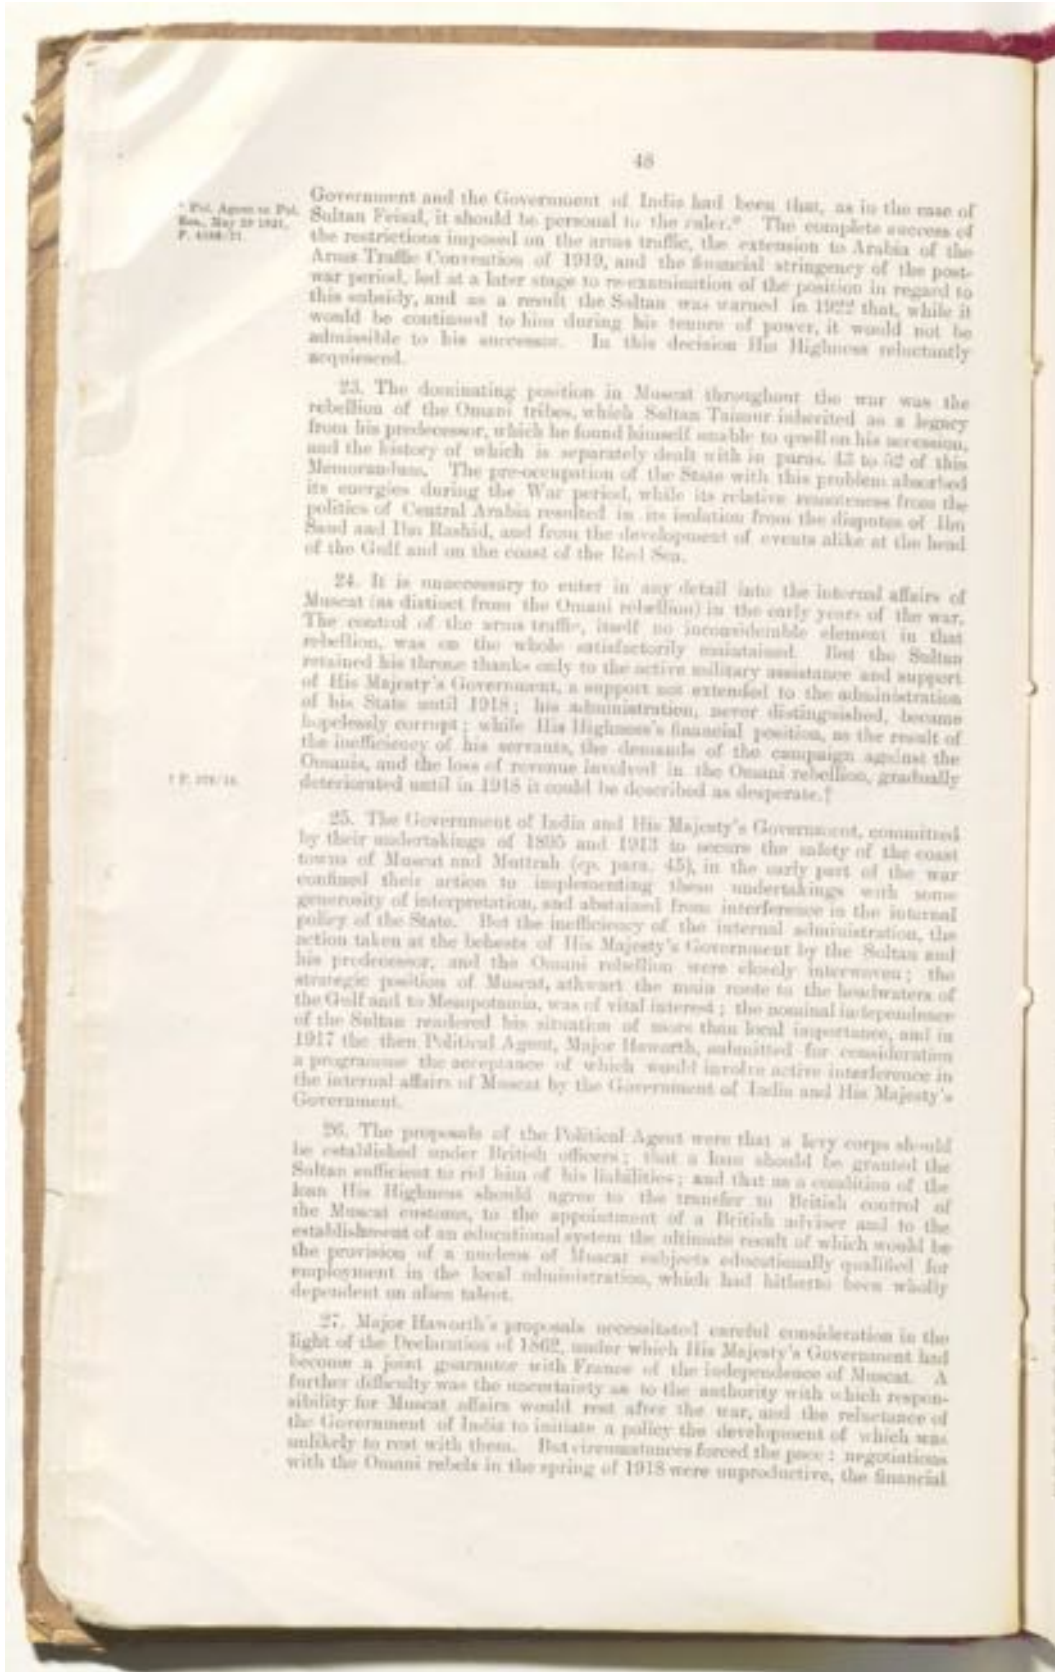 48
Government and the Government of India had been that, as in the case of
Sultan Feisal, it should be personal to the ruler.* The complete success of
the restrictions imposed on the arms traffic, the extension to Arabia of the
Arms Traffic Convention of 1919, and the financial stringency of the post-
war period, led at a later stage to re-examination of the position in regard to
this subsidy, and as a result the Sultan was warned in 1922 that, while it
would be continued to him during his tenure of power, it would not be
admissible to his successor. In this decision His Highness reluctantly
acquiesced.
* Pol. Agent to Pol.
Res., May 1921,
P.
23. The dominating position in Muscat throughout the war was the
rebellion of the Omani tribes, which Sultan Taimur inherited as a legacy
from his predecessor, which he found himself unable to quell on his accession,
and the history of which is separately dealt with in paras. 43 to 52 of this
Memorandum. The pre-occupation of the State with this problem absorbed
its energies during the War period, while its relative remoteness from the
politics of Central Arabia resulted in its isolation from the disputes of Ibn
Saud and Ibn Rashid, and from the development of events alike at the head
of the Gulf and on the coast of the Red Sea.
24. It is unnecessary to enter in any detail into the internal affairs of
Muscat (as distinct from the Omani rebellion) in the early years of the war.
The control of the arms traffic, itself no inconsiderable element in that
rebellion, was on the whole satisfactorily maintained. But the Sultan
retained his throne thanks only to the active military assistance and support
of His Majesty's Government, a support not extended to the administration
of his State until 1918; his administration, never distinguished, became
hopelessly corrupt; while His Highness's financial position, as the result of
the inefficiency of his servants, the demands of the campaign against the
Omanis, and the loss of revenue involved in the Omani rebellion, gradually
deteriorated until in 1918 it could be described as desperate.†
† P.
25. The Government of India and His Majesty's Government, committed
by their undertakings of 1895 and 1913 to secure the safety of the coast
towns of Muscat and Muttrah (cp. para. 45), in the early part of the war
confined their action to implementing these undertakings with some
generosity of interpretation, and abstained from interference in the internal
policy of the State. But the inefficiency of the internal administration, the
action taken at the behests of His Majesty's Government by the Sultan and
his predecessor, and the Omani rebellion were closely interwoven; the
strategic position of Muscat, athwart the main route to the headwaters of
the Gulf and to Mesopotamia, was of vital interest; the nominal independence
of the Sultan rendered his situation of more than local importance, and in
1917 the then Political Agent, Major Haworth, submitted for consideration
a programme the acceptance of which would involve active interference in
the internal affairs of Muscat by the Government of India and His Majesty's
Government.
26. The proposals of the Political Agent were that a levy corps should
be established under British officers; that a loan should be granted the
Sultan sufficient to rid him of his liabilities; and that as a condition of the
loan His Highness should agree to the transfer to British control of
the Muscat customs, to the appointment of a British adviser and to the
establishment of an educational system the ultimate result of which would be
the provision of a nucleus of Muscat subjects educationally qualified for
employment in the local administration, which had hitherto been wholly
dependent on alien talent.
27. Major Haworth's proposals necessitated careful consideration in the
light of the Declaration of 1862, under which His Majesty's Government had
become a joint guarantor with France of the independence of Muscat. A
further difficulty was the uncertainty as to the authority with which respon-
sibility for Muscat affairs would rest after the war, and the reluctance of
the Government of India to initiate a policy the development of which was
unlikely to rest with them. But circumstances forced the pace: negotiations
with the Omani rebels in the spring of 1918 were unproductive, the financial